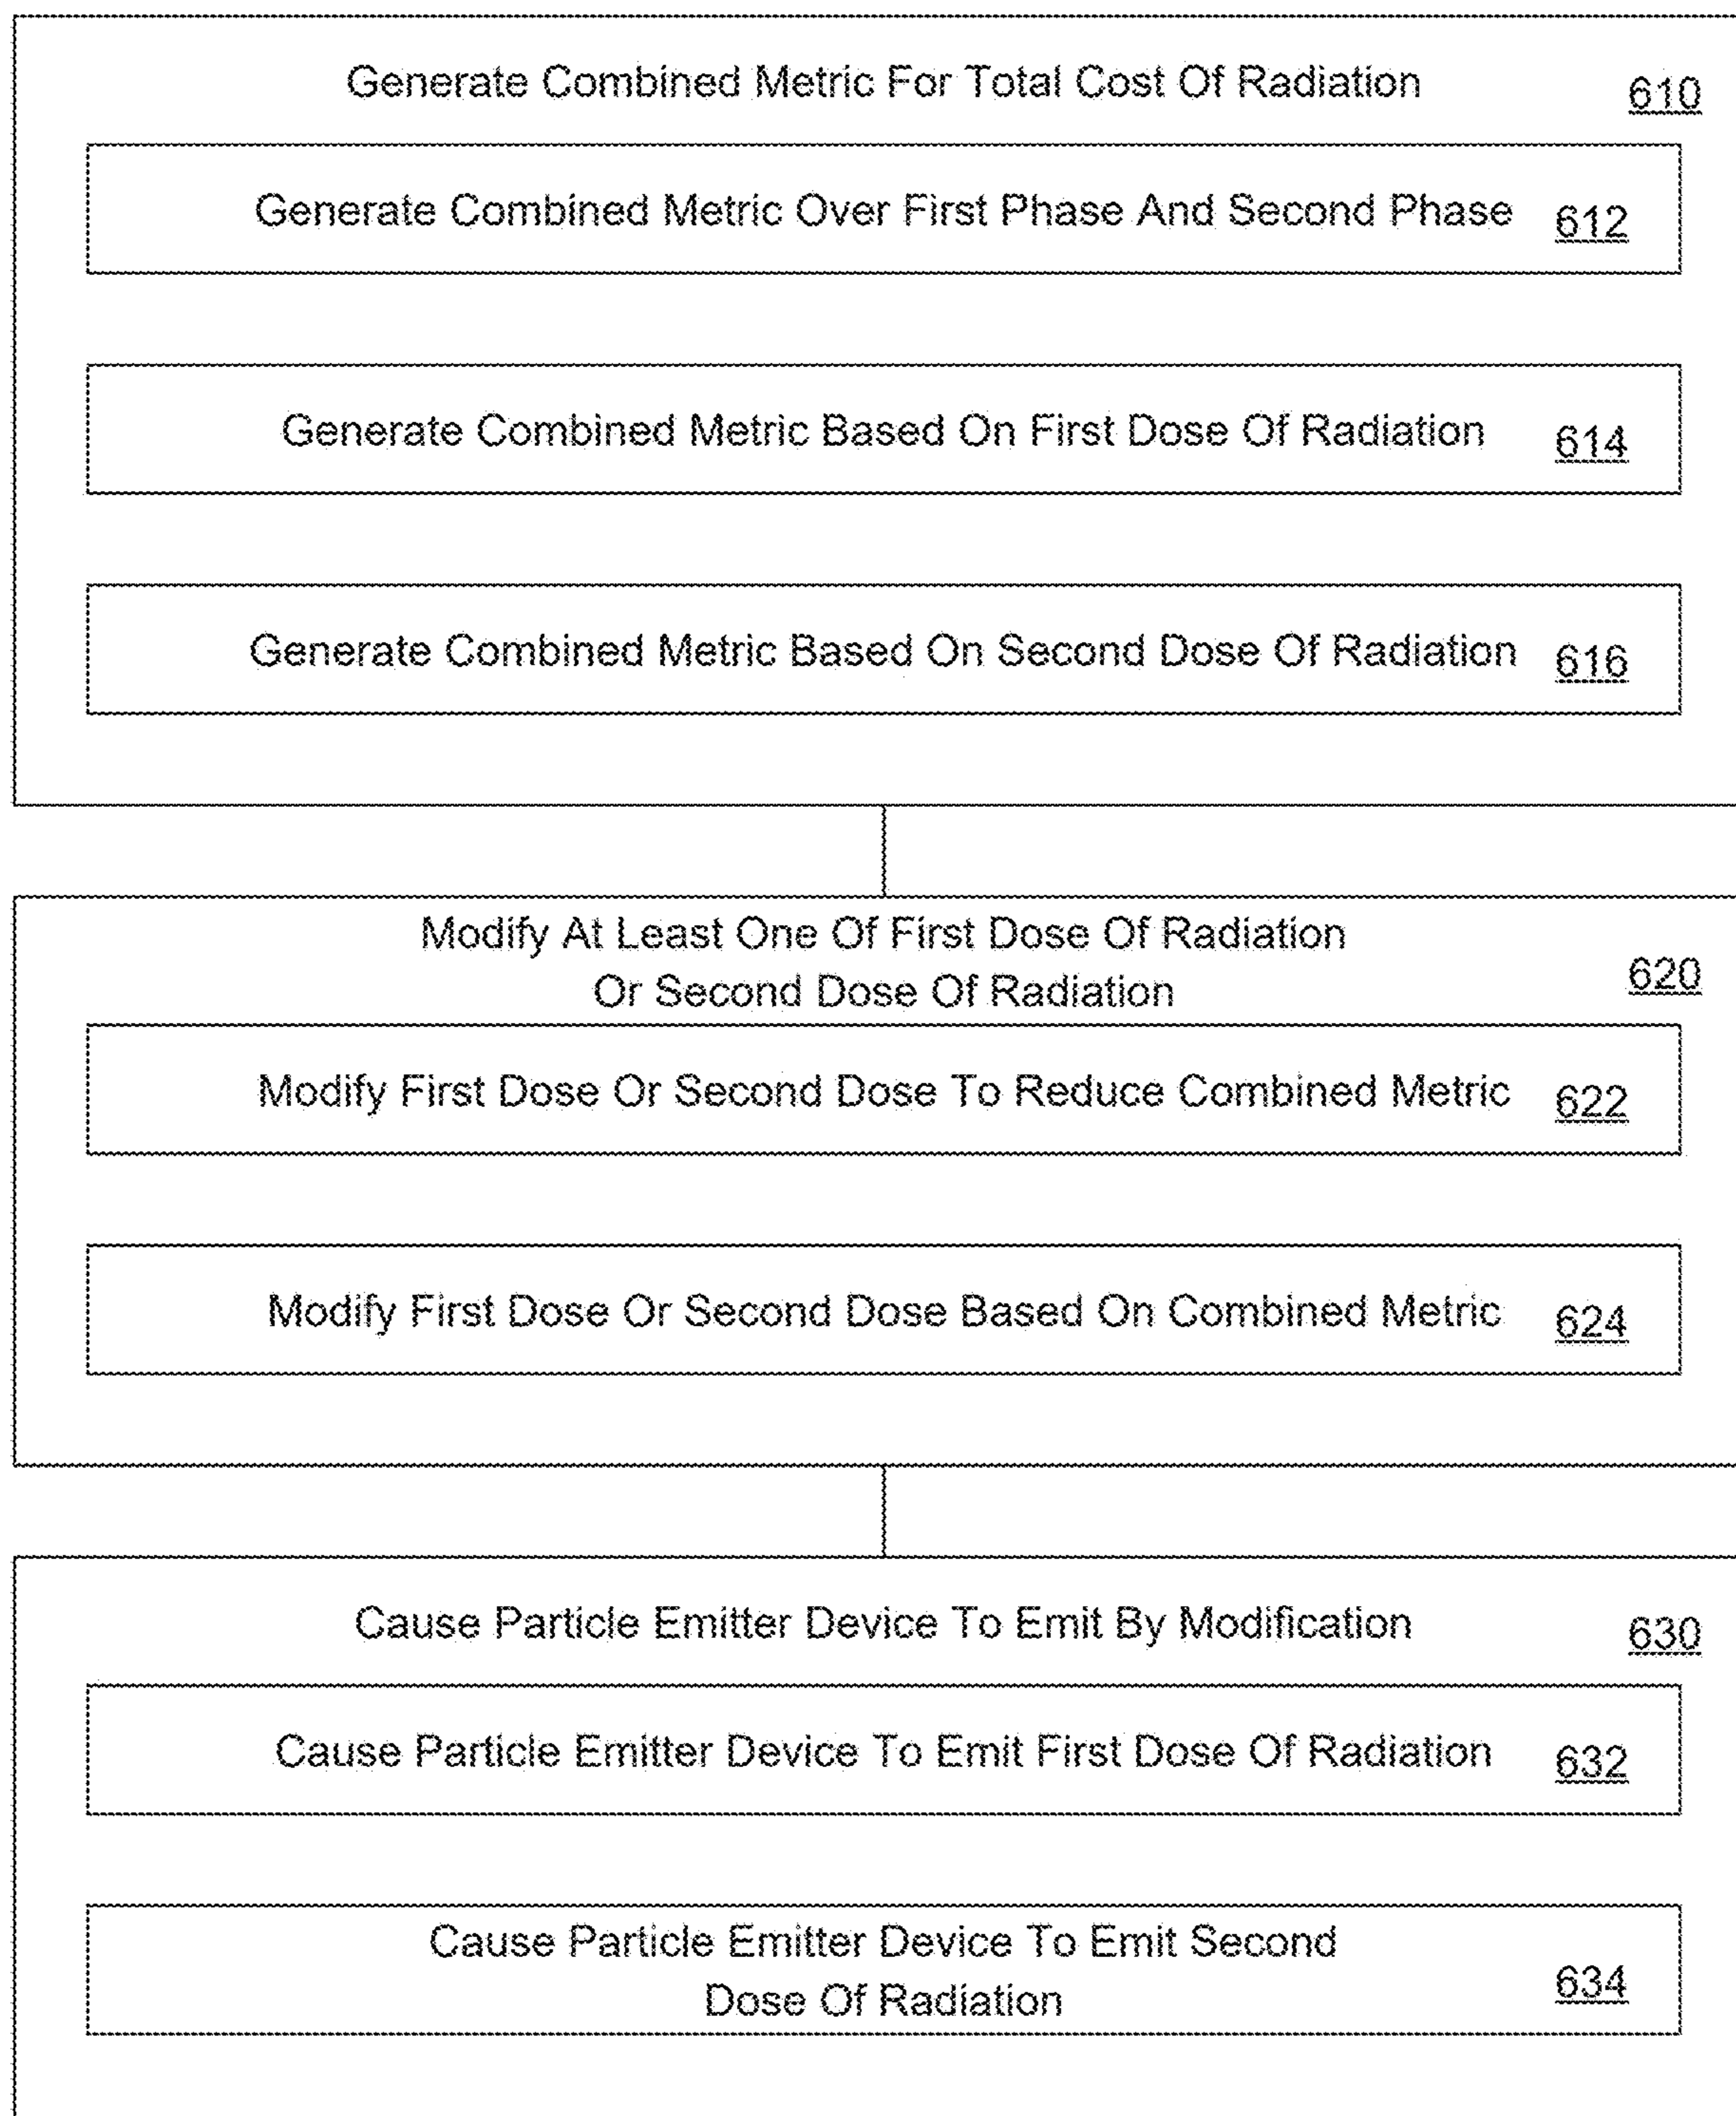 Generate Combined Metric For Total Cost Of Radiation 610
Generate Combined Metric Over First Phase And Second Phase 612
Generate Combined Metric Based On First Dose Of Radiation 614
Generate Combined Metric Based On Second Dose Of Radiation 616
Modify At Least One Of First Dose Of Radiation
Or Second Dose Of Radiation 620
Modify First Dose Or Second Dose To Reduce Combined Metric 622
Modify First Dose Or Second Dose Based On Combined Metric 624
Cause Particle Emitter Device To Emit By Modification 630
Cause Particle Emitter Device To Emit First Dose Of Radiation 632
Cause Particle Emitter Device To Emit Second
Dose Of Radiation 634